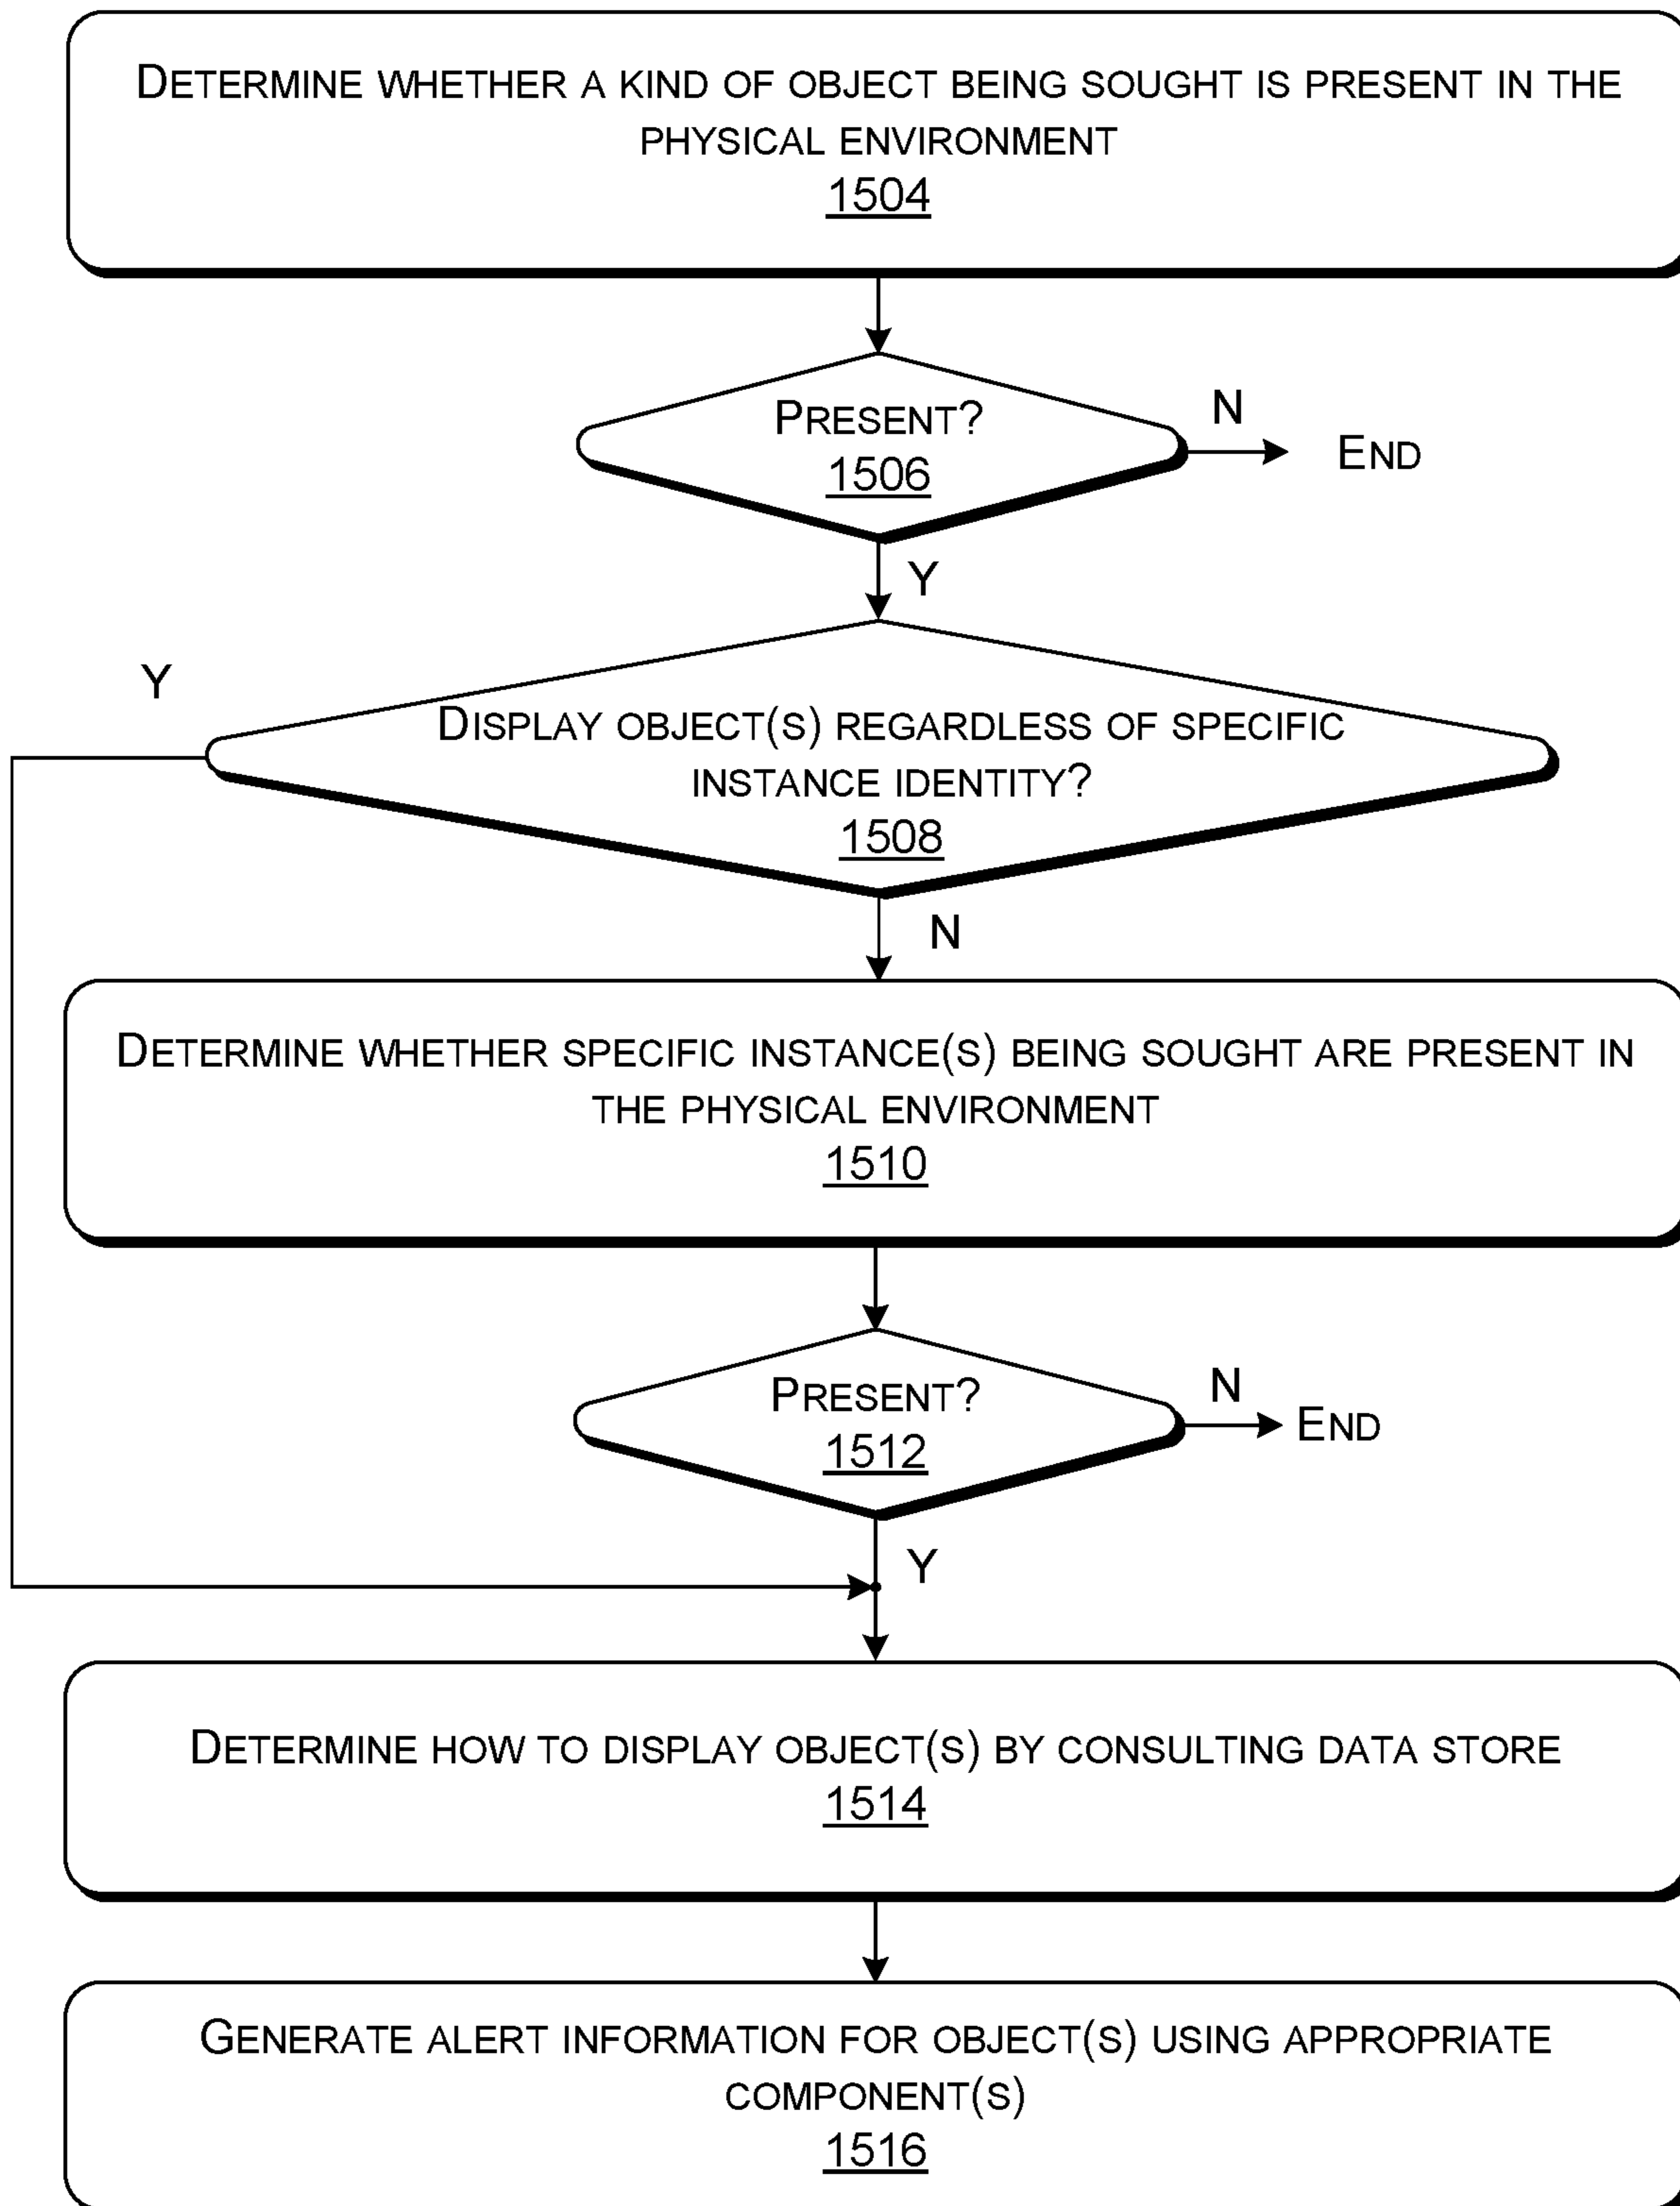 DETERMINE WHETHER A KIND OF OBJECT BEING SOUGHT IS PRESENT IN THE
PHYSICAL ENVIRONMENT
1504
PRESENT?
1506
N
END
Y
Y
DISPLAY OBJECT(S) REGARDLESS OF SPECIFIC
INSTANCE IDENTITY?
1508
N
DETERMINE WHETHER SPECIFIC INSTANCE(S) BEING SOUGHT ARE PRESENT IN
THE PHYSICAL ENVIRONMENT
1510
PRESENT?
1512
N
END
Y
DETERMINE HOW TO DISPLAY OBJECT(S) BY CONSULTING DATA STORE
1514
GENERATE ALERT INFORMATION FOR OBJECT(S) USING APPROPRIATE
COMPONENT(S)
1516